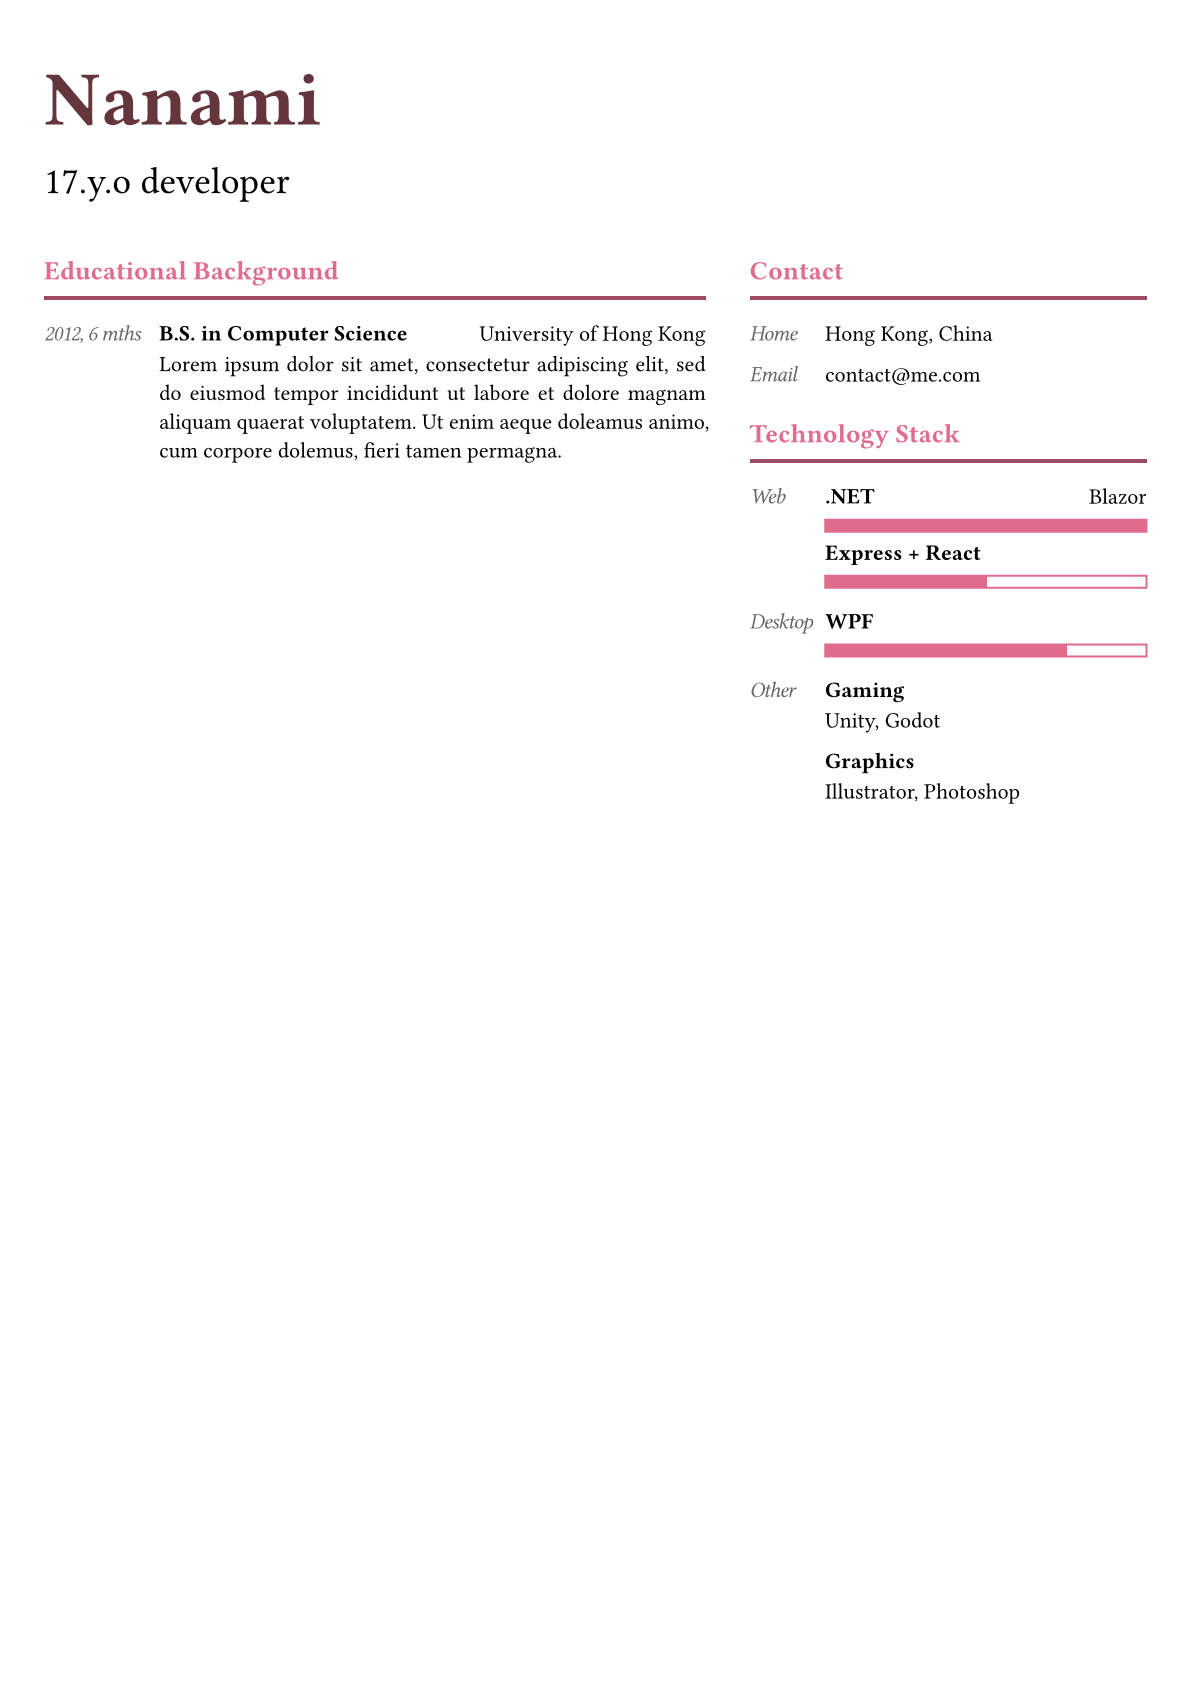 Nanami
17.y.o developer
Educational Background
2012, 6 mths B.S. in Computer Science University of Hong Kong
Lorem ipsum dolor sit amet, consectetur adipiscing elit, sed
do eiusmod tempor incididunt ut labore et dolore magnam
aliquam quaerat voluptatem. Ut enim aeque doleamus animo,
cum corpore dolemus, fieri tamen permagna.
Contact
Home Hong Kong, China
Email contact@me.com
Technology Stack
Web .NET Blazor
Express + React
Desktop WPF
Other Gaming
Unity, Godot
Graphics
Illustrator, Photoshop